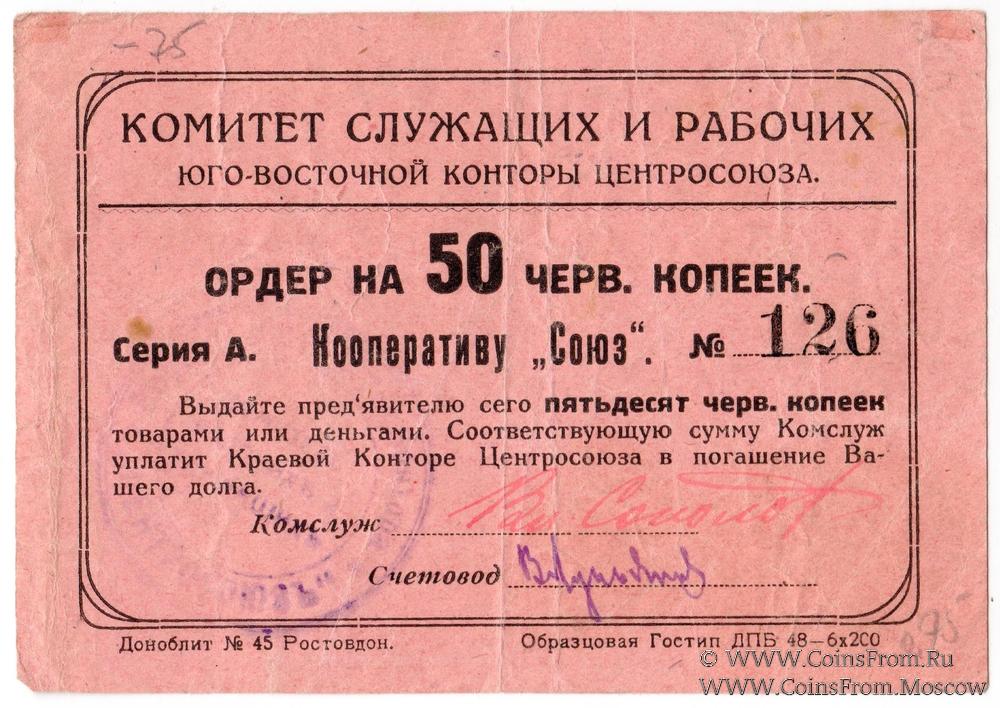 -75
КОМИТЕТ СЛУЖАЩИХ И РАБОЧИХ
ЮГО-ВОСТОЧНОЙ КОНТОРЫ ЦЕНТРОСОЮЗА.
ОРДЕР НА 50 ЧЕРВ. КОПЕЕК.
Серия А. Кооперативу „Союз“. № 126
Выдайте пред‘явителю сего пятьдесят черв. копеек
товарами или деньгами. Соответствующую сумму Комслуж
уплатит Краевой Конторе Центросоюза в погашение Ва-
шего долга.
Комслуж
Счетовод
Доноблит № 45 Ростовдон. Образцовая Гостип ДПБ 48—6х200
© WWW.CoinsFrom.Ru
WWW.CoinsFrom.Moscow